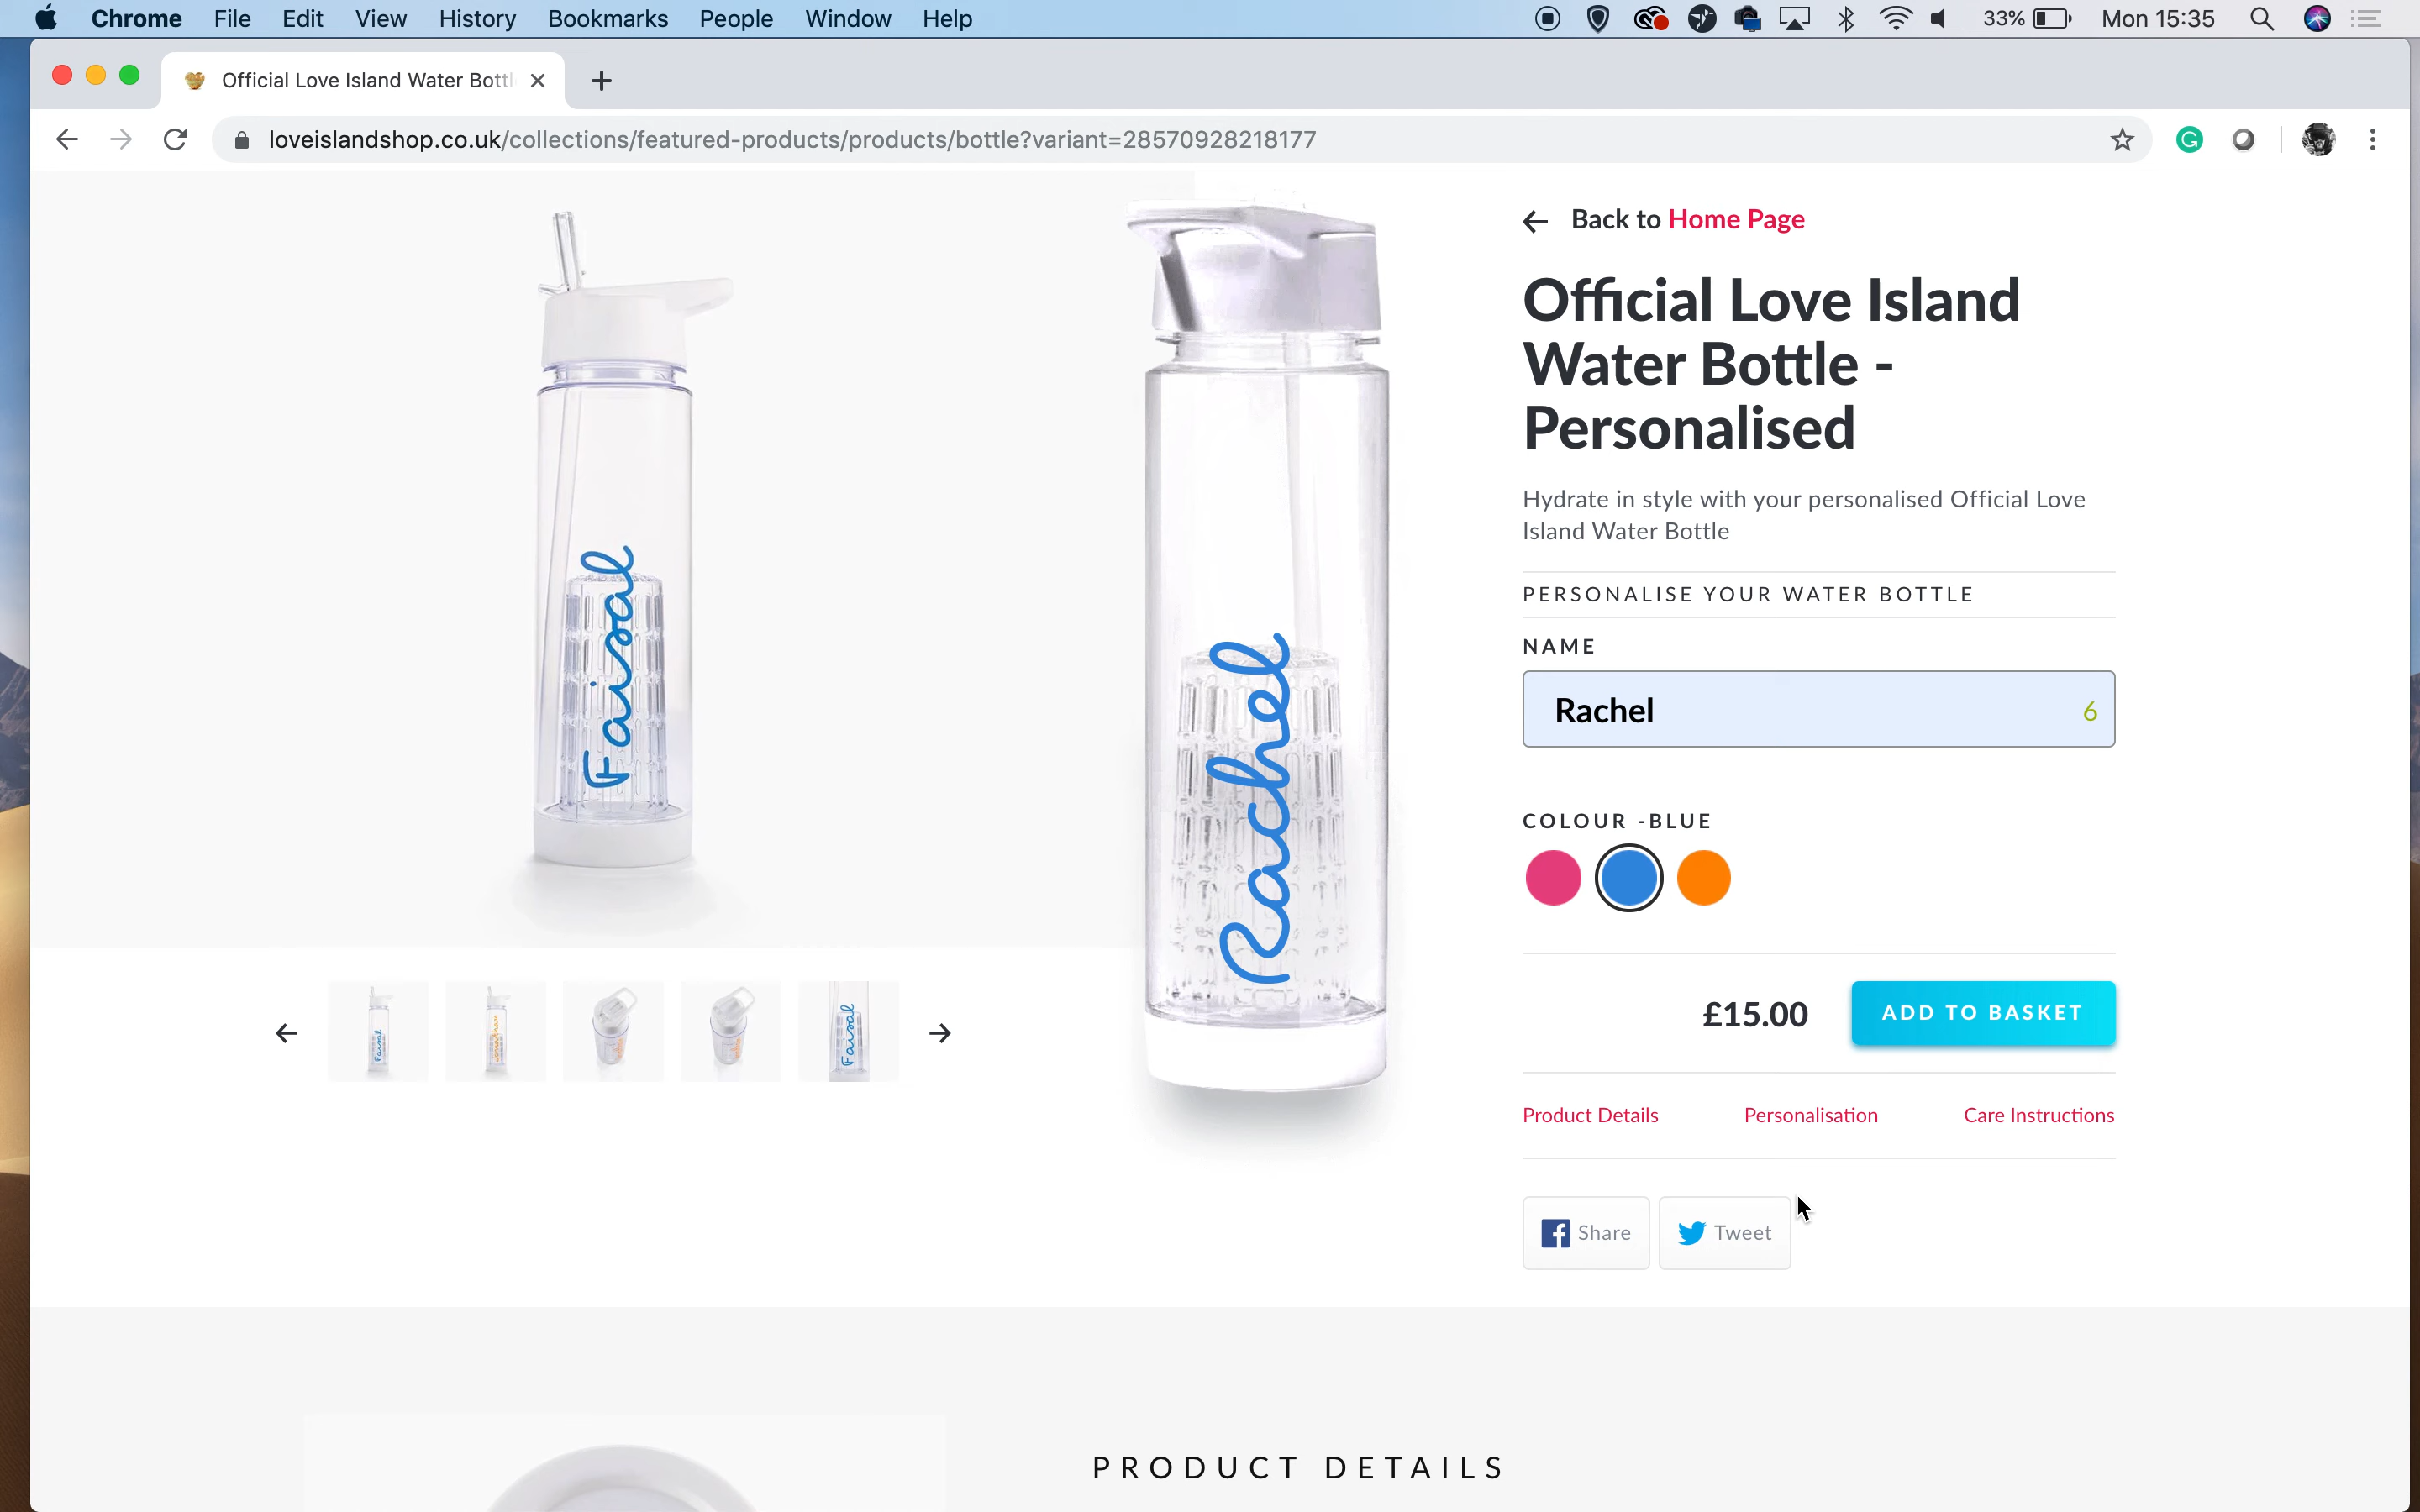 Chrome File Edit View History Bookmarks People Window Help 33% Mon 15:35
Official Love Island Water Bottl
loveislandshop.co.uk/collections/featured-products/products/bottle?variant=28570928218177
Faisal
Rachel
Faisal
Jonathan
Faisal
Back to Home Page
Official Love Island
Water Bottle -
Personalised
Hydrate in style with your personalised Official Love
Island Water Bottle
PERSONALISE YOUR WATER BOTTLE
NAME
Rachel 6
COLOUR -BLUE
£15.00 ADD TO BASKET
Product Details Personalisation Care Instructions
Share Tweet
PRODUCT DETAILS